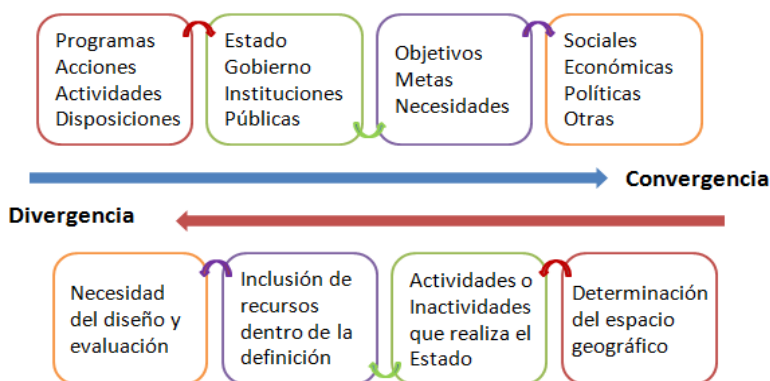 Programas
Acciones
Actividades
Disposiciones
Estado
Gobierno
Instituciones
Públicas
Objetivos
Metas
Necesidades
Sociales
Económicas
Políticas
Otras
Convergencia
Divergencia
Necesidad
del diseño y
evaluación
Inclusión de
recursos
dentro de la
definición
Actividades o
Inactividades
que realiza el
Estado
Determinación
del espacio
geográfico